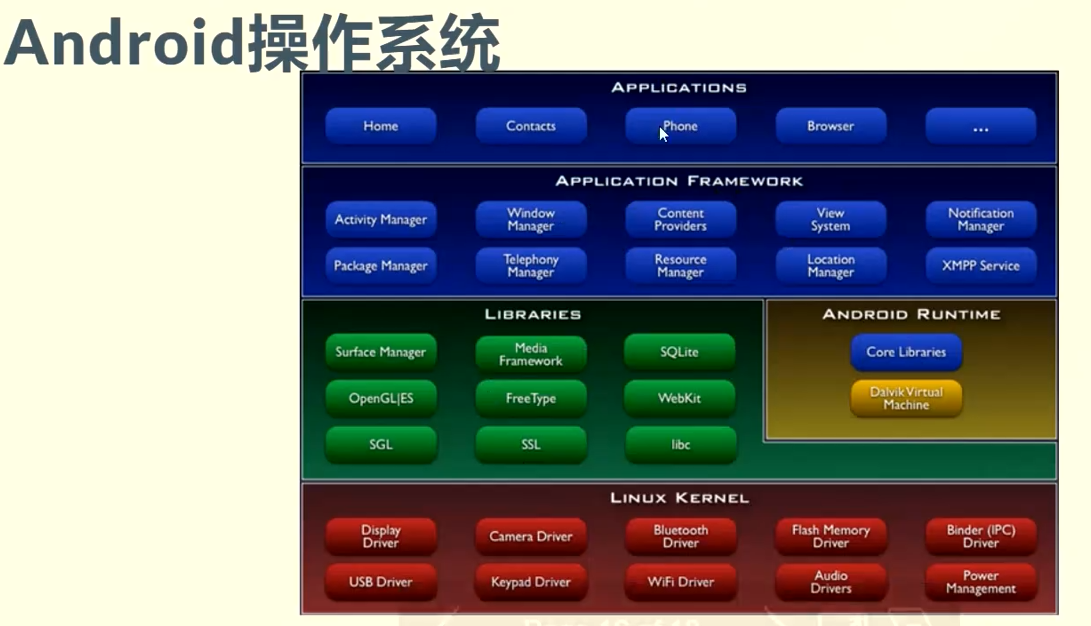 Android操作系统
APPLICATIONS
Home
Contacts
Phone
Browser
...
APPLICATION FRAMEWORK
Activity Manager
Window
Manager
Content
Providers
View
System
Notification
Manager
Package Manager
Telephony
Manager
Resource
Manager
Location
Manager
XMPP Service
LIBRARIES
Surface Manager
Media
Framework
SQLite
OpenGL|ES
FreeType
WebKit
SGL
SSL
libc
ANDROID RUNTIME
Core Libraries
Dalvik Virtual
Machine
LINUX KERNEL
Display
Driver
Camera Driver
Bluetooth
Driver
Flash Memory
Driver
Binder (IPC)
Driver
USB Driver
Keypad Driver
WiFi Driver
Audio
Drivers
Power
Management